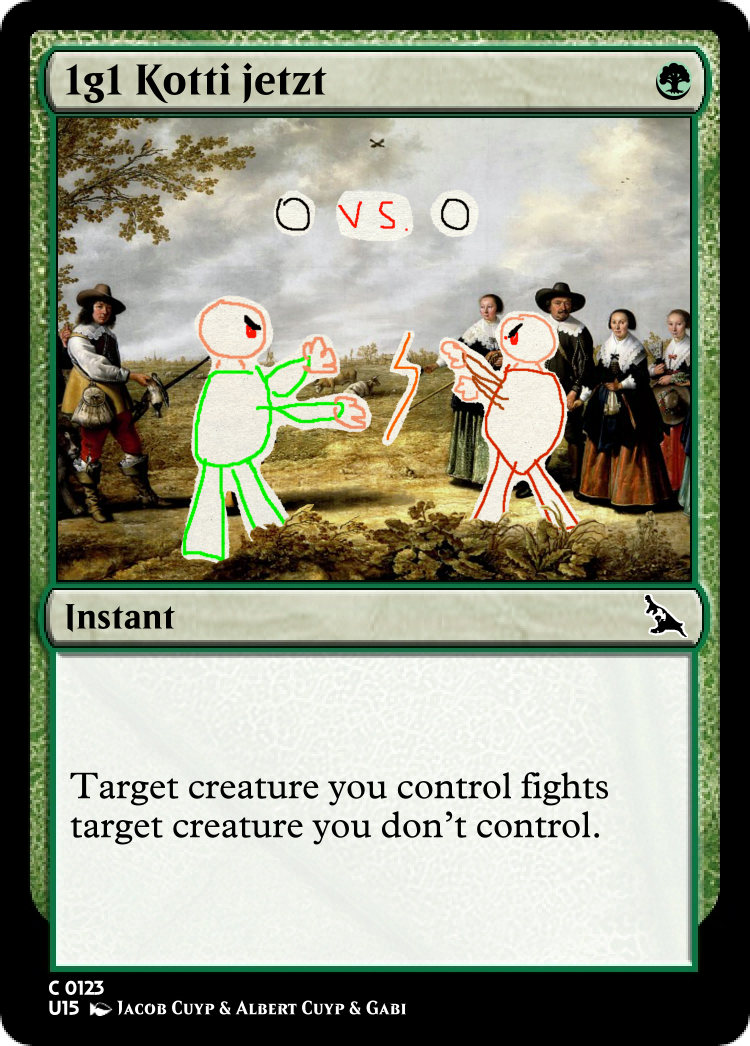 1g1 Kotti jetzt
O VS. O
Instant
Target creature you control fights
target creature you don't control.
C 0123
U15 Jacob Cuyp & Albert Cuyp & Gabi